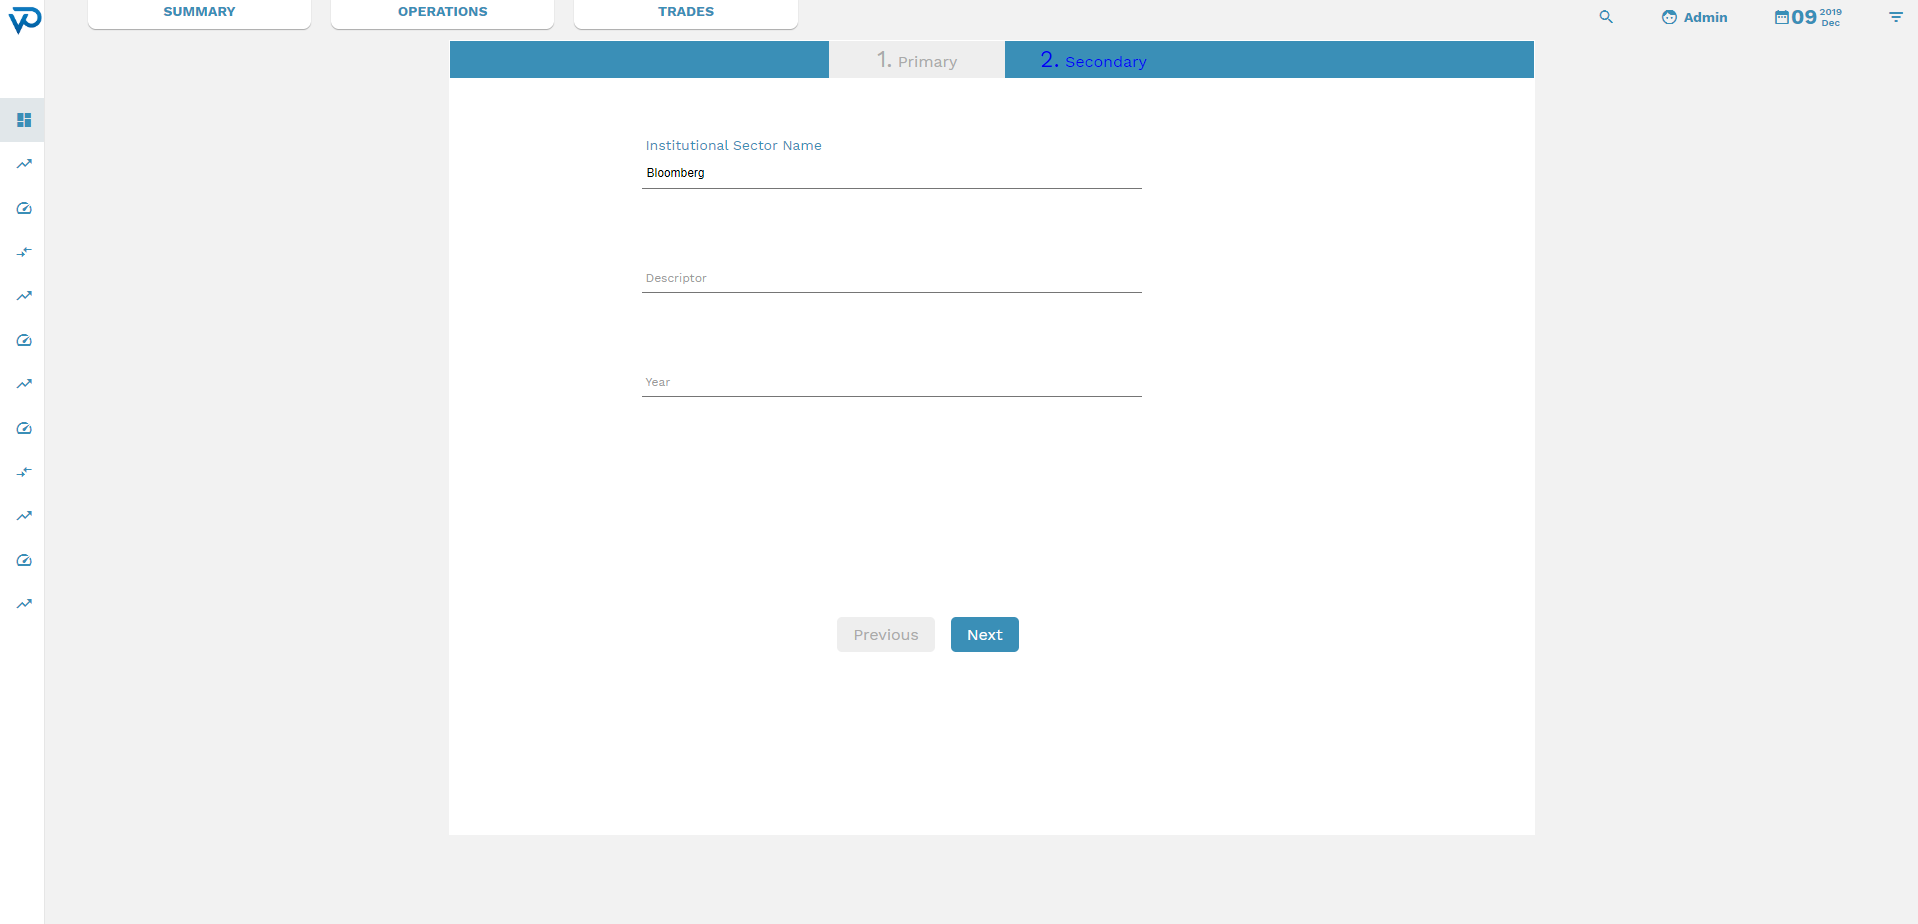 SUMMARY
OPERATIONS
TRADES
Admin
09
2019
Dec
1. Primary
2. Secondary
Institutional Sector Name
Bloomberg
Descriptor
Year
Previous
Next